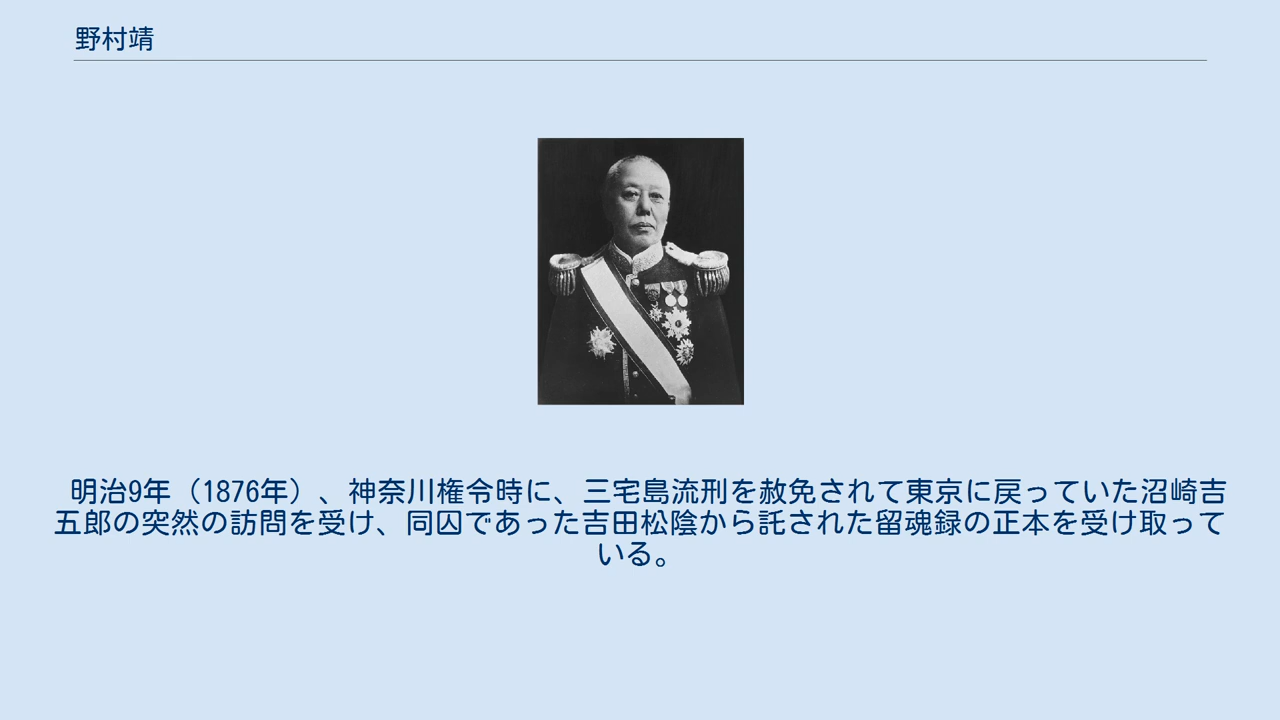 野村靖
明治9年（1876年）、神奈川権令時に、三宅島流刑を赦免されて東京に戻っていた沼崎吉
五郎の突然の訪問を受け、同囚であった吉田松陰から託された留魂録の正本を受け取って
いる。